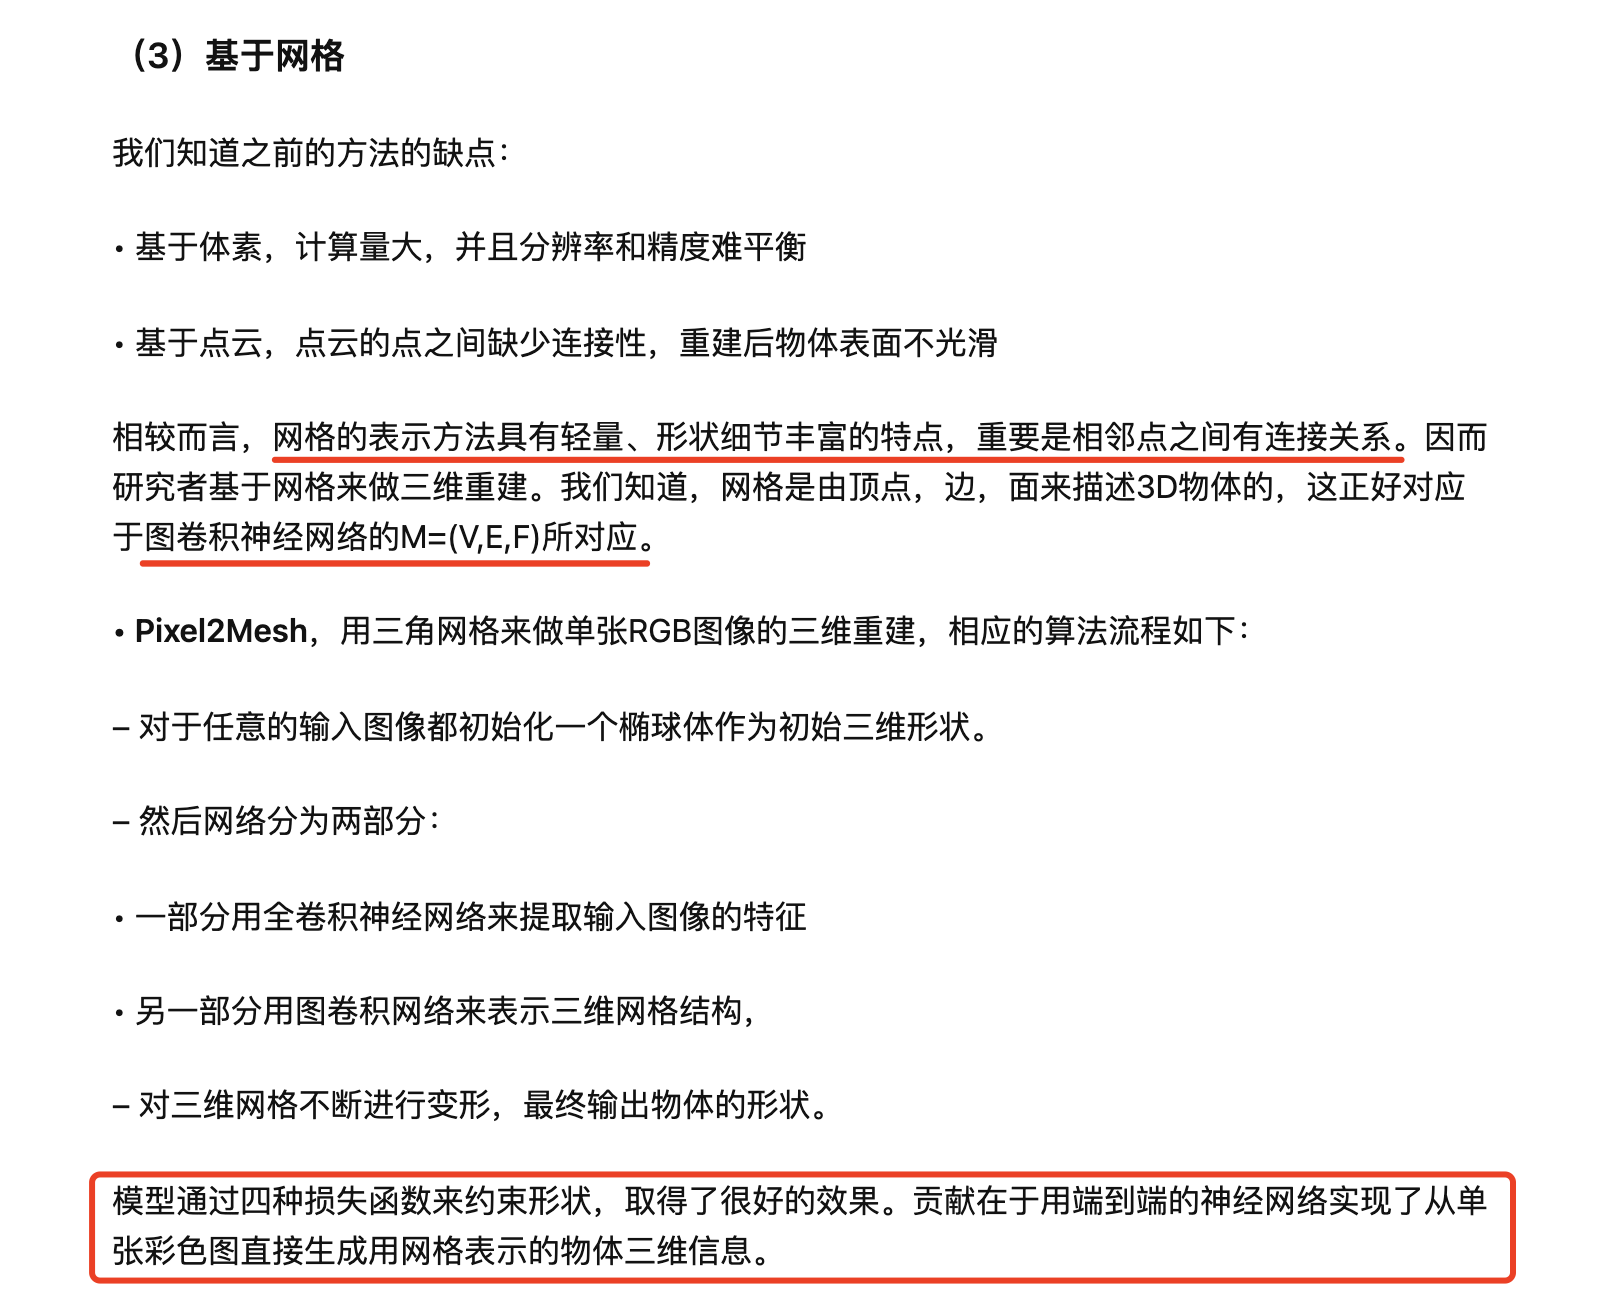 （3）基于网格
我们知道之前的方法的缺点：
• 基于体素，计算量大，并且分辨率和精度难平衡
• 基于点云，点云的点之间缺少连接性，重建后物体表面不光滑
相较而言，网格的表示方法具有轻量、形状细节丰富的特点，重要是相邻点之间有连接关系。因而
研究者基于网格来做三维重建。我们知道，网格是由顶点，边，面来描述3D物体的，这正好对应
于图卷积神经网络的M=(V,E,F)所对应。
• Pixel2Mesh，用三角网格来做单张RGB图像的三维重建，相应的算法流程如下：
– 对于任意的输入图像都初始化一个椭球体作为初始三维形状。
– 然后网络分为两部分：
• 一部分用全卷积神经网络来提取输入图像的特征
• 另一部分用图卷积网络来表示三维网格结构，
– 对三维网格不断进行变形，最终输出物体的形状。
模型通过四种损失函数来约束形状，取得了很好的效果。贡献在于用端到端的神经网络实现了从单
张彩色图直接生成用网格表示的物体三维信息。